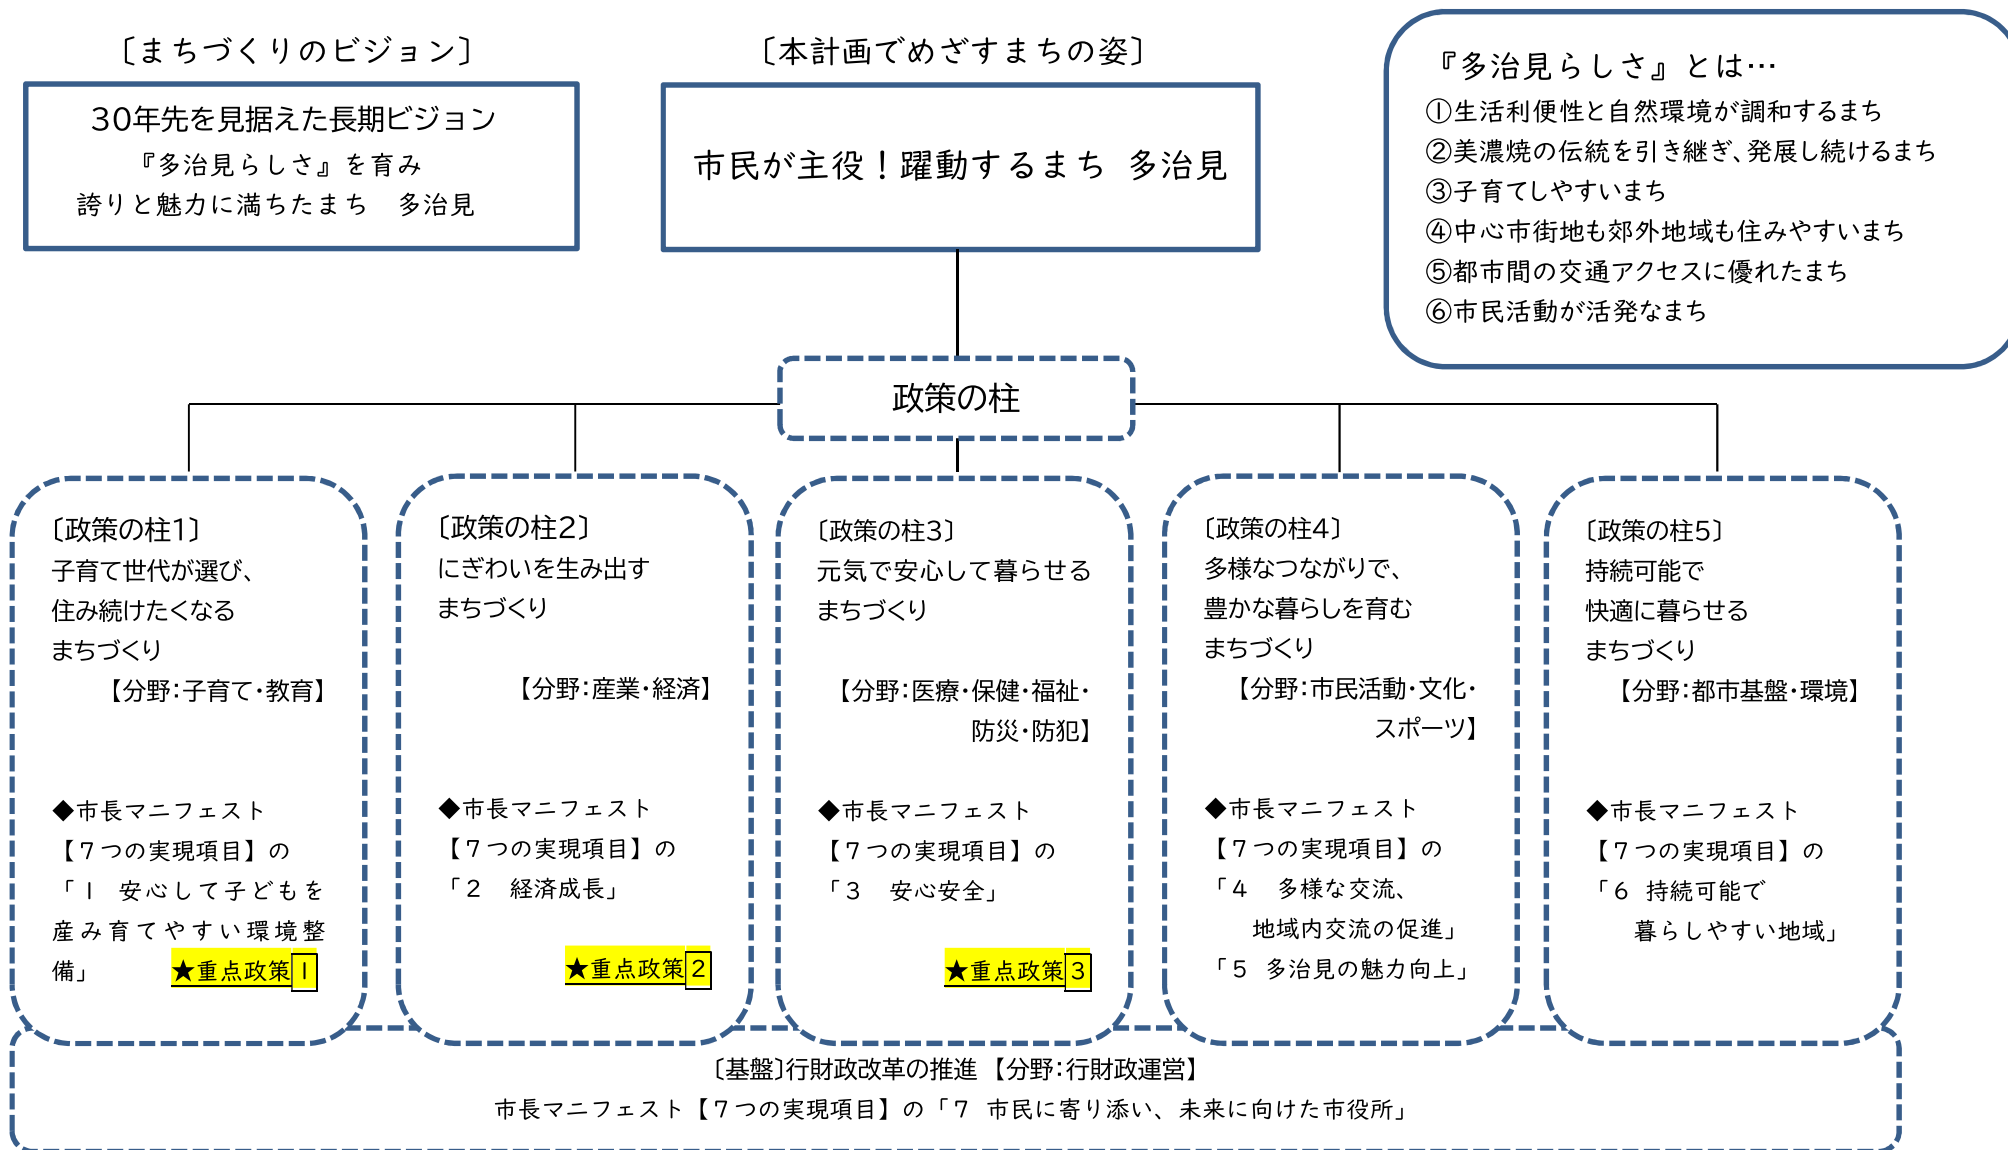 〔まちづくりのビジョン〕
30年先を見据えた長期ビジョン
『多治見らしさ』を育み
誇りと魅力に満ちたまち　多治見
〔本計画でめざすまちの姿〕
市民が主役！躍動するまち 多治見
『多治見らしさ』とは…
①生活利便性と自然環境が調和するまち
②美濃焼の伝統を引き継ぎ、発展し続けるまち
③子育てしやすいまち
④中心市街地も郊外地域も住みやすいまち
⑤都市間の交通アクセスに優れたまち
⑥市民活動が活発なまち
政策の柱
〔政策の柱1〕
子育て世代が選び、
住み続けたくなる
まちづくり
【分野：子育て・教育】
◆市長マニフェスト
【７つの実現項目】の
「１ 安心して子どもを
産み育てやすい環境整
備」 ★重点政策１
〔政策の柱2〕
にぎわいを生み出す
まちづくり
【分野：産業・経済】
◆市長マニフェスト
【７つの実現項目】の
「２ 経済成長」
★重点政策２
〔政策の柱3〕
元気で安心して暮らせる
まちづくり
【分野：医療・保健・福祉・
防災・防犯】
◆市長マニフェスト
【７つの実現項目】の
「３ 安心安全」
★重点政策３
〔政策の柱4〕
多様なつながりで、
豊かな暮らしを育む
まちづくり
【分野：市民活動・文化・
スポーツ】
◆市長マニフェスト
【７つの実現項目】の
「４ 多様な交流、
地域内交流の促進」
「５ 多治見の魅力向上」
〔政策の柱5〕
持続可能で
快適に暮らせる
まちづくり
【分野：都市基盤・環境】
◆市長マニフェスト
【７つの実現項目】の
「６ 持続可能で
暮らしやすい地域」
〔基盤〕行財政改革の推進 【分野：行財政運営】
市長マニフェスト【７つの実現項目】の「７ 市民に寄り添い、未来に向けた市役所」